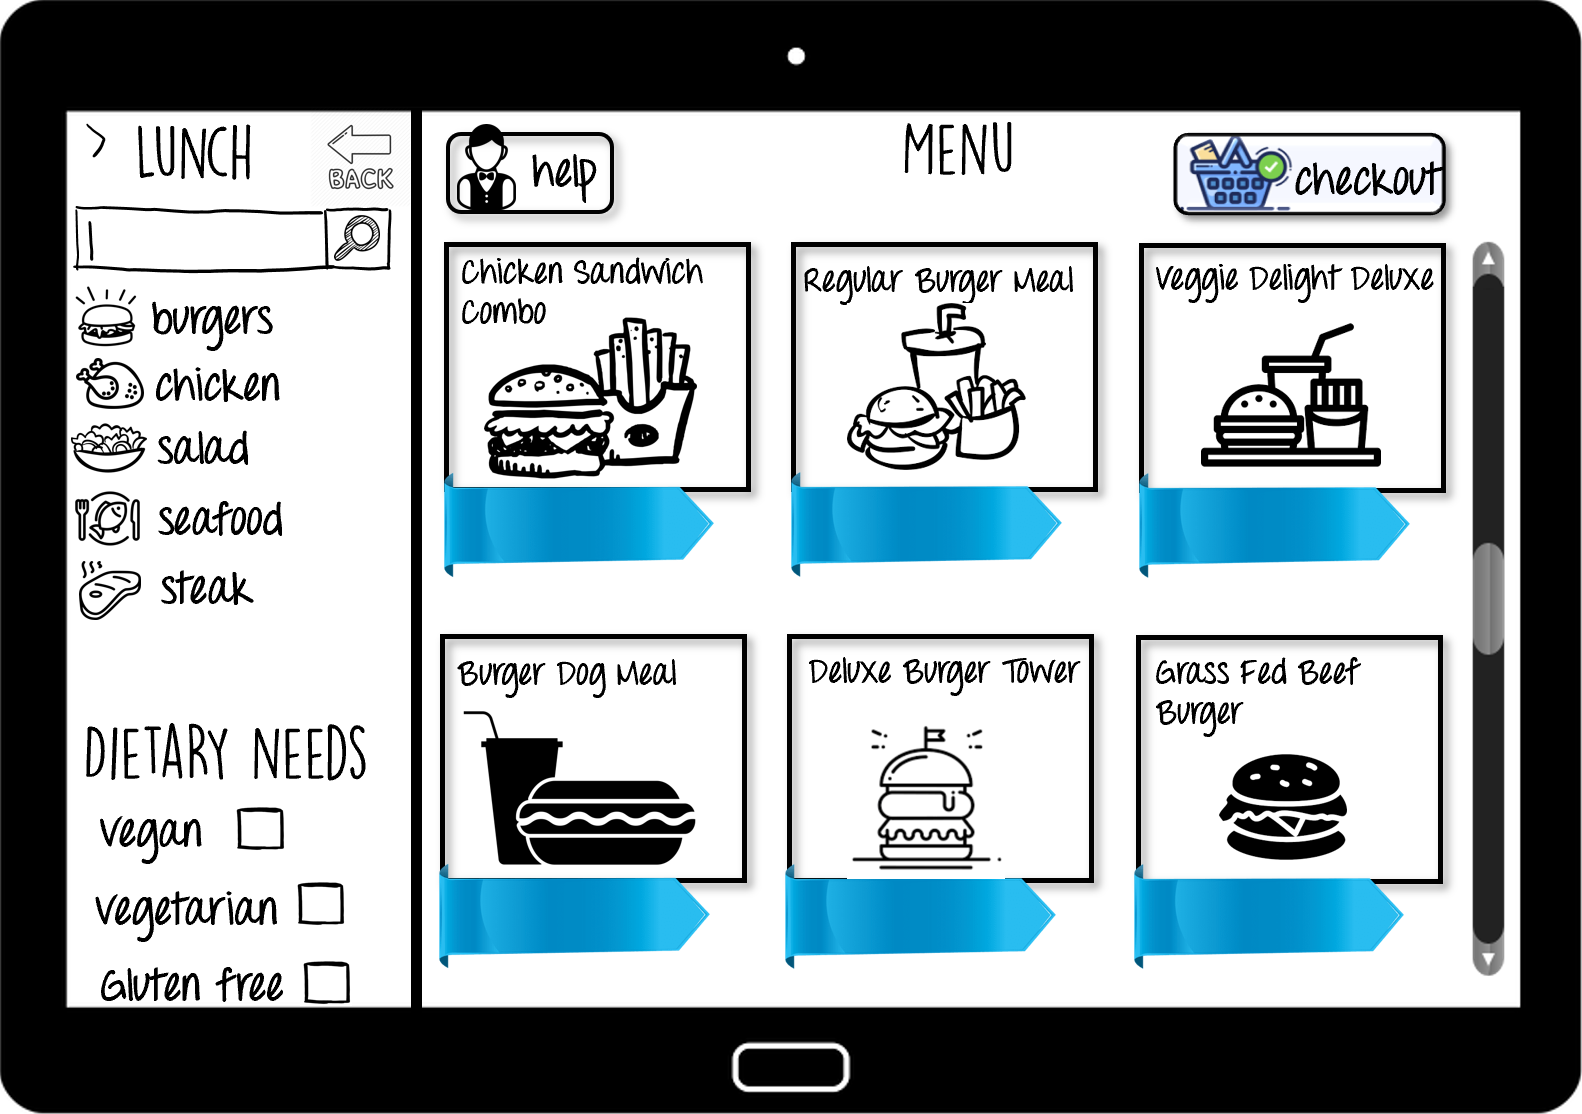 > LUNCH
BACK
burgers
chicken
salad
seafood
steak
DIETARY NEEDS
vegan
vegetarian
Gluten free
help
MENU
checkout
Chicken Sandwich
Combo
Regular Burger Meal
Veggie Delight Deluxe
Burger Dog Meal
Deluxe Burger Tower
Grass Fed Beef
Burger